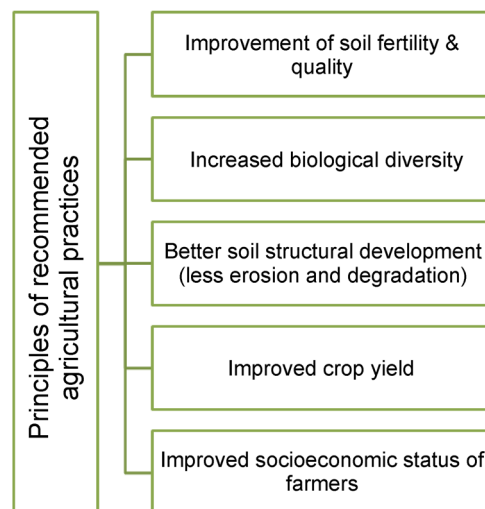 Principles of recommended
agricultural practices
Improvement of soil fertility &
quality
Increased biological diversity
Better soil structural development
(less erosion and degradation)
Improved crop yield
Improved socioeconomic status of
farmers